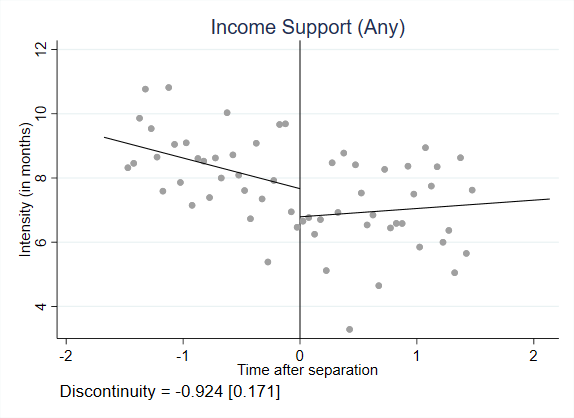 Income Support (Any)
Intensity (in months)
12
10
8
6
4
-2 -1 0 1 2
Time after separation
Discontinuity = -0.924 [0.171]